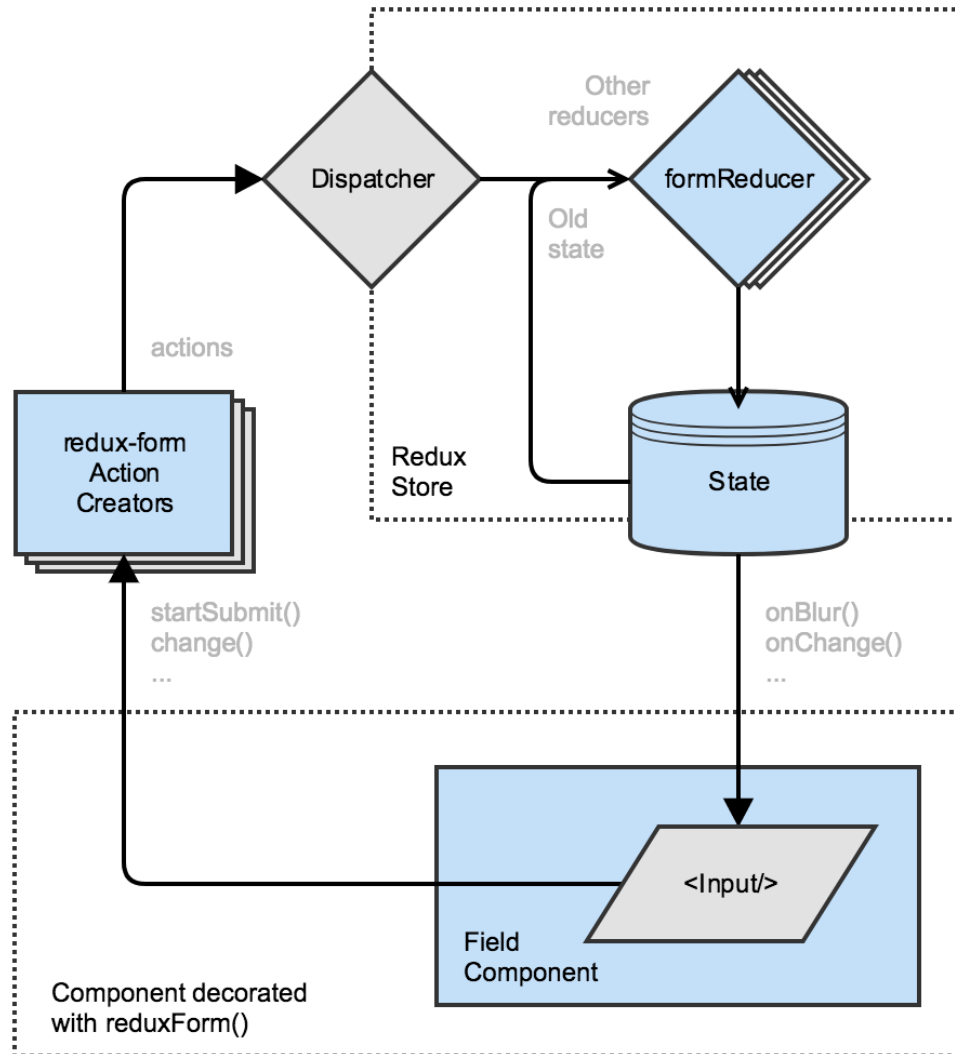 Other
reducers
Dispatcher
formReducer
Old
state
actions
redux-form
Action
Creators
Redux
Store
State
startSubmit()
change()
...
onBlur()
onChange()
...
<Input/>
Field
Component
Component decorated
with reduxForm()